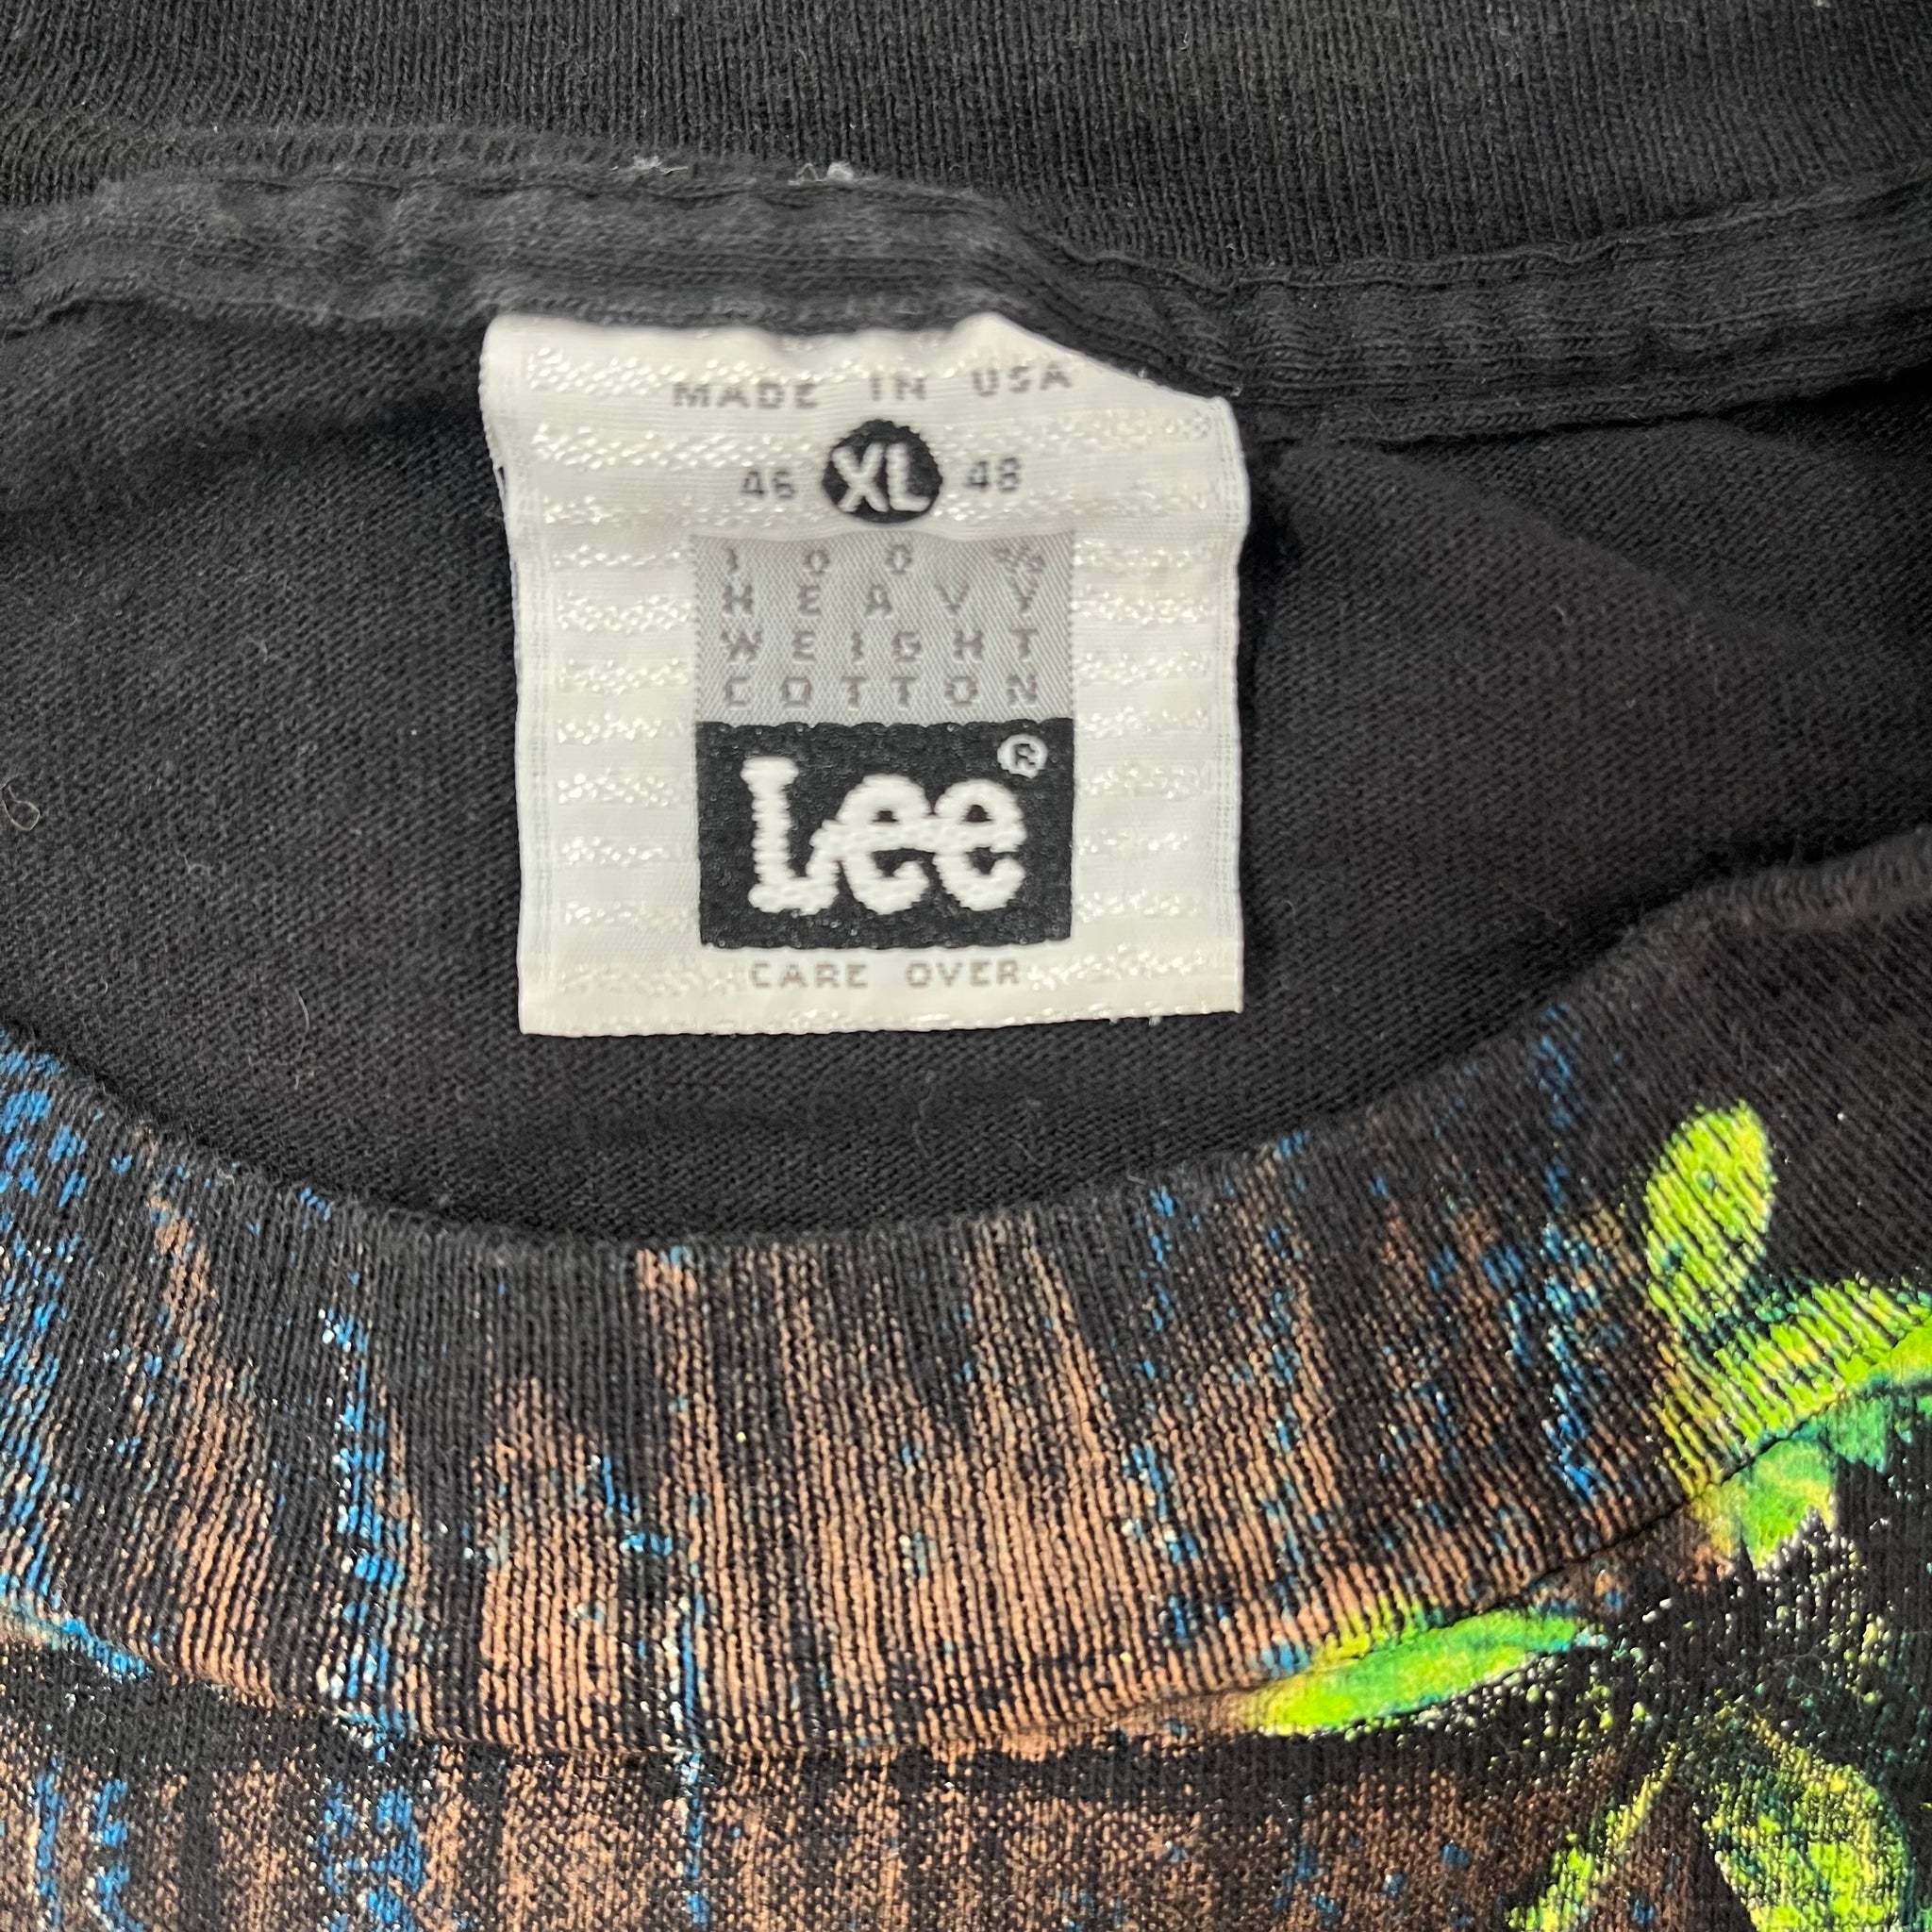 MADE IN USA
46 XL 48
100%
HEAVY
WEIGHT
COTTON
Lee®
CARE OVER